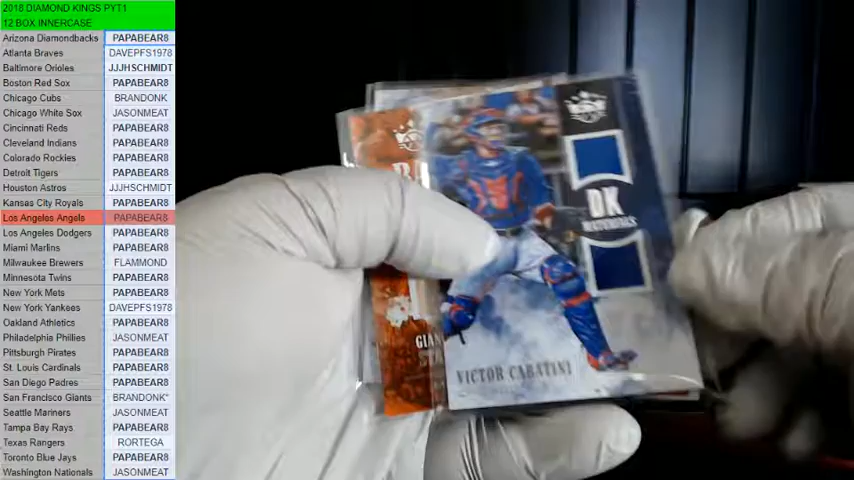 2018 DIAMOND KINGS PYT1
12 BOX INNERCASE
Arizona Diamondbacks PAPABEAR8
Atlanta Braves DAVEPFS1978
Baltimore Orioles JJJHSCHMIDT
Boston Red Sox PAPABEAR8
Chicago Cubs BRANDONK
Chicago White Sox JASONMEAT
Cincinnati Reds PAPABEAR8
Cleveland Indians PAPABEAR8
Colorado Rockies PAPABEAR8
Detroit Tigers PAPABEAR8
Houston Astros JJJHSCHMIDT
Kansas City Royals PAPABEAR8
Los Angeles Angels PAPABEAR8
Los Angeles Dodgers PAPABEAR8
Miami Marlins PAPABEAR8
Milwaukee Brewers FLAMMOND
Minnesota Twins PAPABEAR8
New York Mets PAPABEAR8
New York Yankees DAVEPFS1978
Oakland Athletics PAPABEAR8
Philadelphia Phillies JASONMEAT
Pittsburgh Pirates PAPABEAR8
St. Louis Cardinals PAPABEAR8
San Diego Padres PAPABEAR8
San Francisco Giants BRANDONK*
Seattle Mariners JASONMEAT
Tampa Bay Rays PAPABEAR8
Texas Rangers RORTEGA
Toronto Blue Jays PAPABEAR8
Washington Nationals JASONMEAT
DK
MATERIALS
VICTOR CARATINI